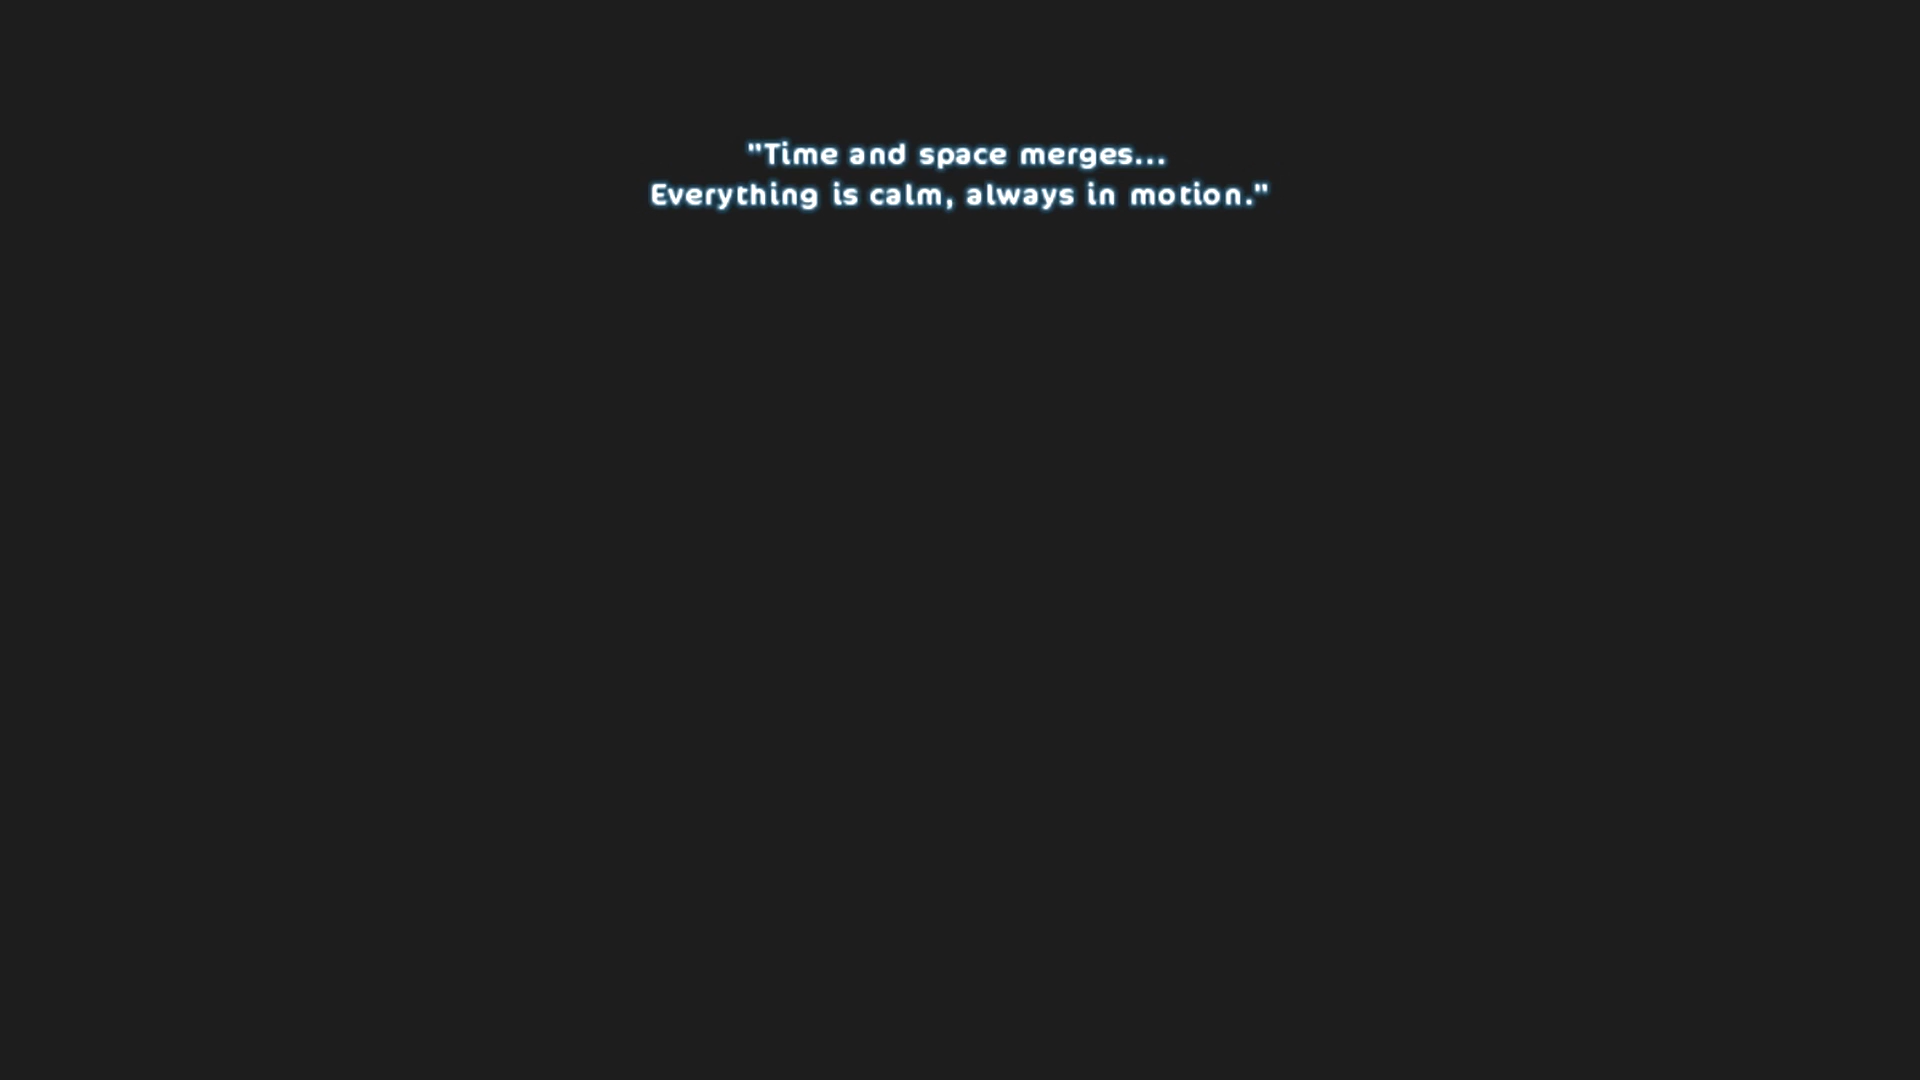 "Time and space merges...
Everything is calm, always in motion."